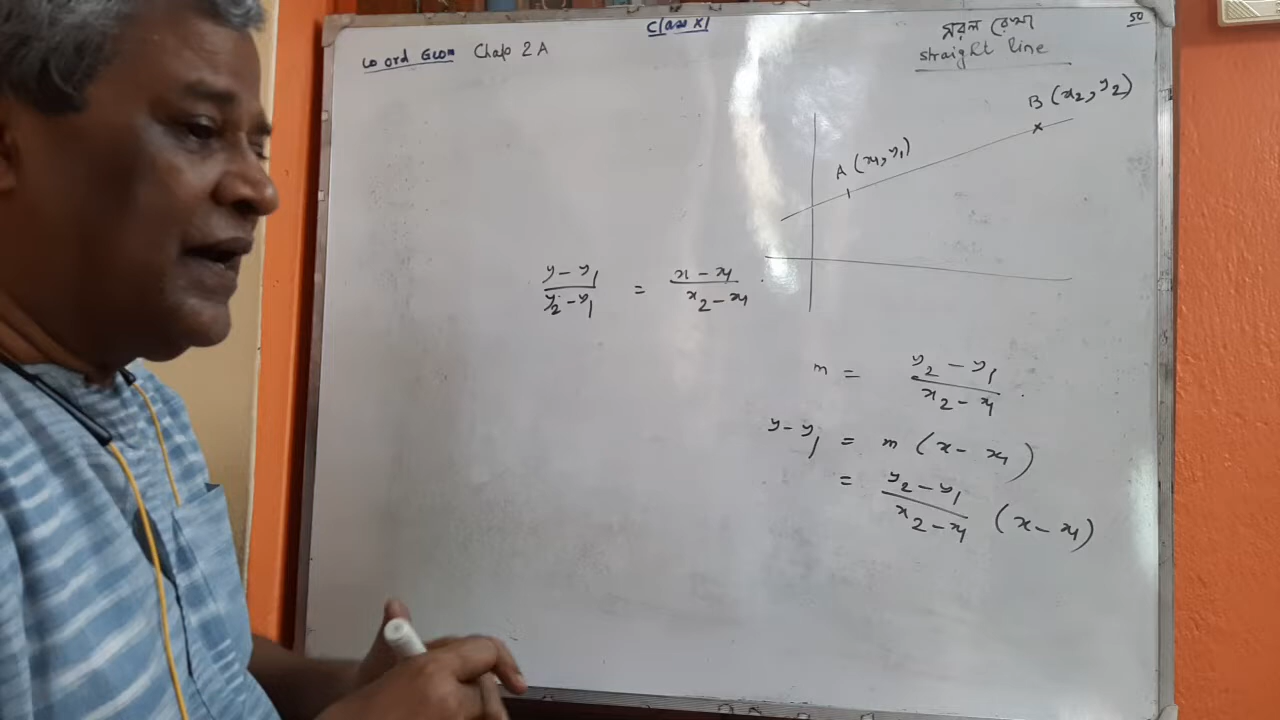 Class XI
Co ord Geom Chap 2 A
সরল রেখা
straight line
50
B (x₂, y₂)
A (x₁, y₁)
(y - y₁)/(y₂ - y₁) = (x - x₁)/(x₂ - x₁).
m = (y₂ - y₁)/(x₂ - x₁).
y - y₁ = m (x - x₁)
= (y₂ - y₁)/(x₂ - x₁) (x - x₁)